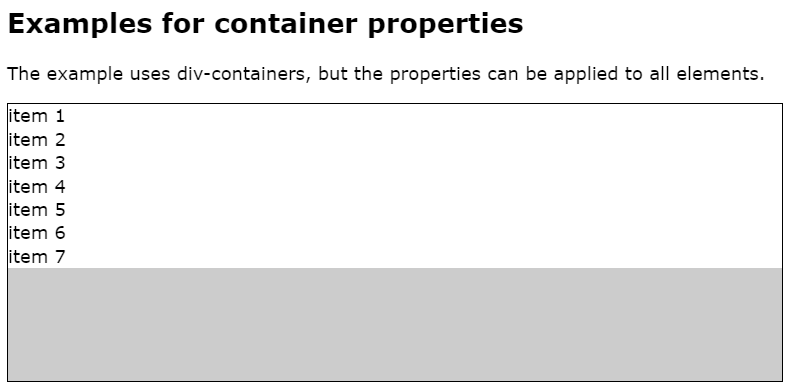 Examples for container properties
The example uses div-containers, but the properties can be applied to all elements.
item 1
item 2
item 3
item 4
item 5
item 6
item 7